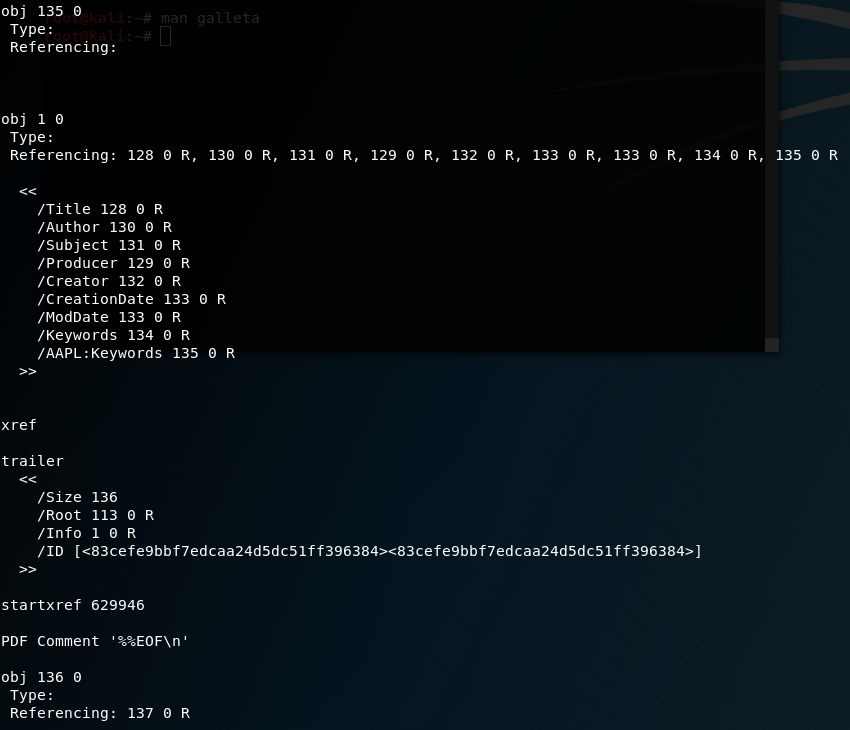 obj 135 0
Type:
Referencing:
root@kali:~# man galleta
root@kali:~#
obj 1 0
Type:
Referencing: 128 0 R, 130 0 R, 131 0 R, 129 0 R, 132 0 R, 133 0 R, 133 0 R, 134 0 R, 135 0 R
<<
/Title 128 0 R
/Author 130 0 R
/Subject 131 0 R
/Producer 129 0 R
/Creator 132 0 R
/CreationDate 133 0 R
/ModDate 133 0 R
/Keywords 134 0 R
/AAPL:Keywords 135 0 R
>>
xref
trailer
<<
/Size 136
/Root 113 0 R
/Info 1 0 R
/ID [<83cefe9bbf7edcaa24d5dc51ff396384><83cefe9bbf7edcaa24d5dc51ff396384>]
>>
startxref 629946
PDF Comment '%%EOF\n'
obj 136 0
Type:
Referencing: 137 0 R